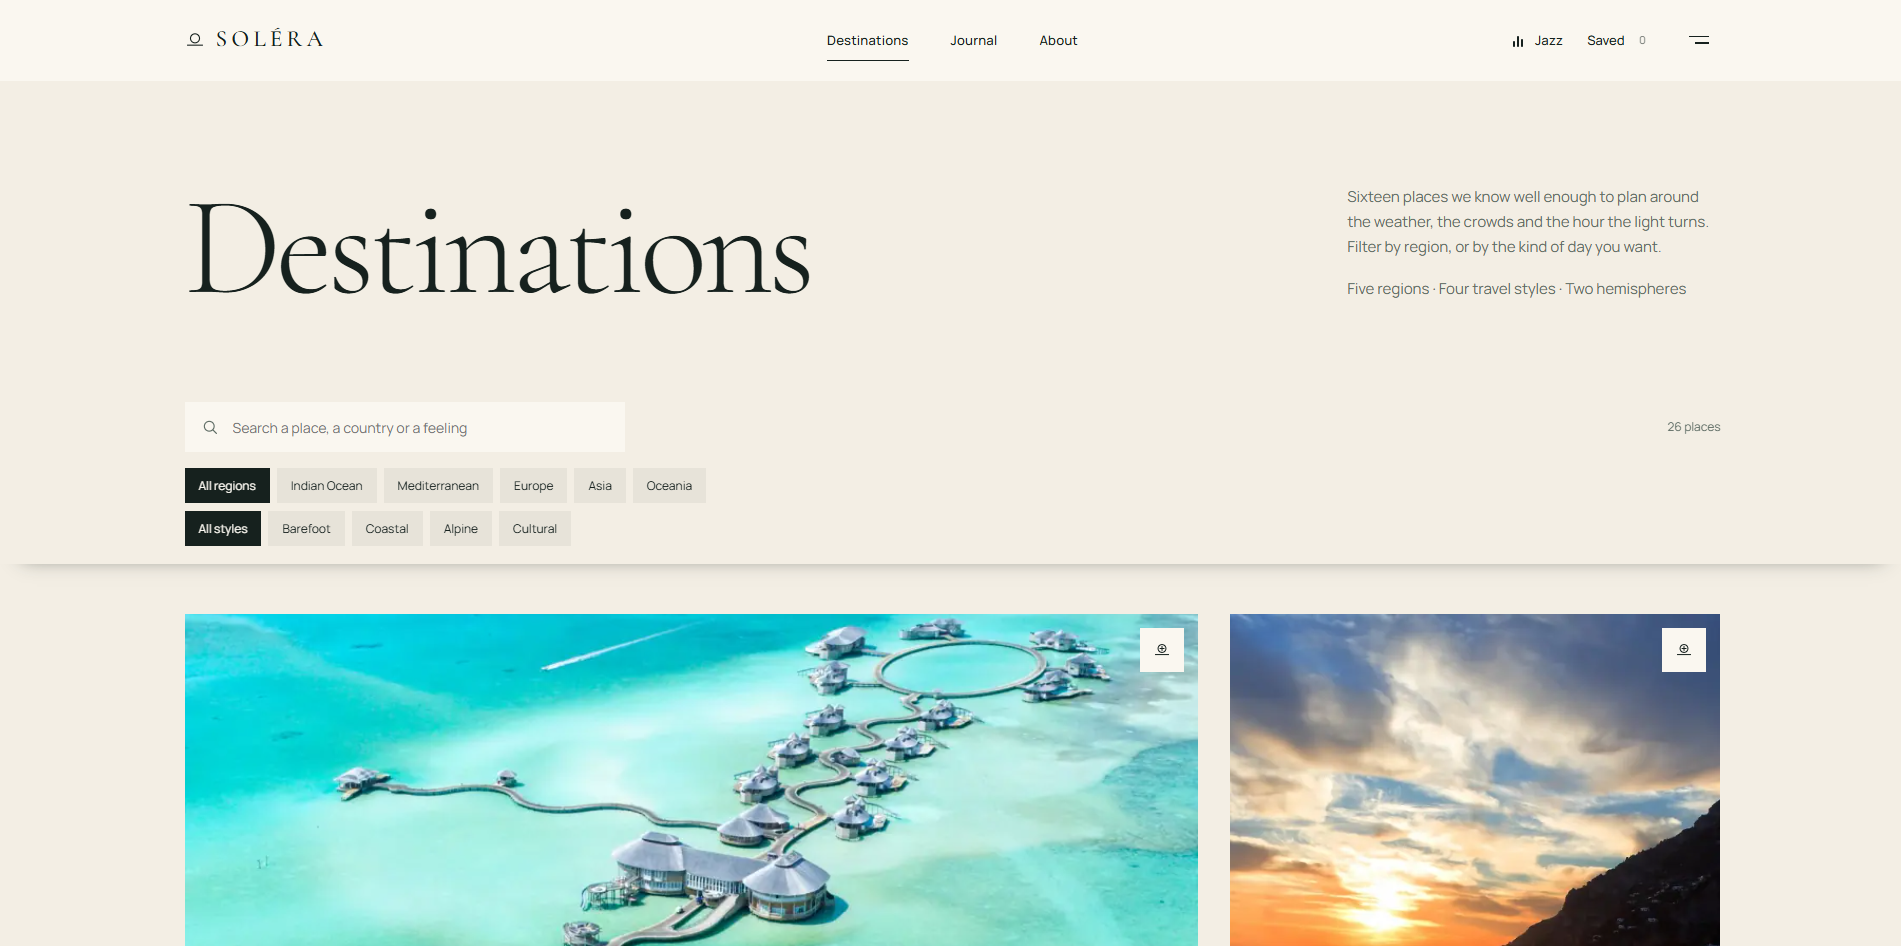 SOLÉRA
Destinations
Journal
About
Jazz
Saved 0
Destinations
Sixteen places we know well enough to plan around
the weather, the crowds and the hour the light turns.
Filter by region, or by the kind of day you want.
Five regions · Four travel styles · Two hemispheres
Search a place, a country or a feeling
26 places
All regions
Indian Ocean
Mediterranean
Europe
Asia
Oceania
All styles
Barefoot
Coastal
Alpine
Cultural